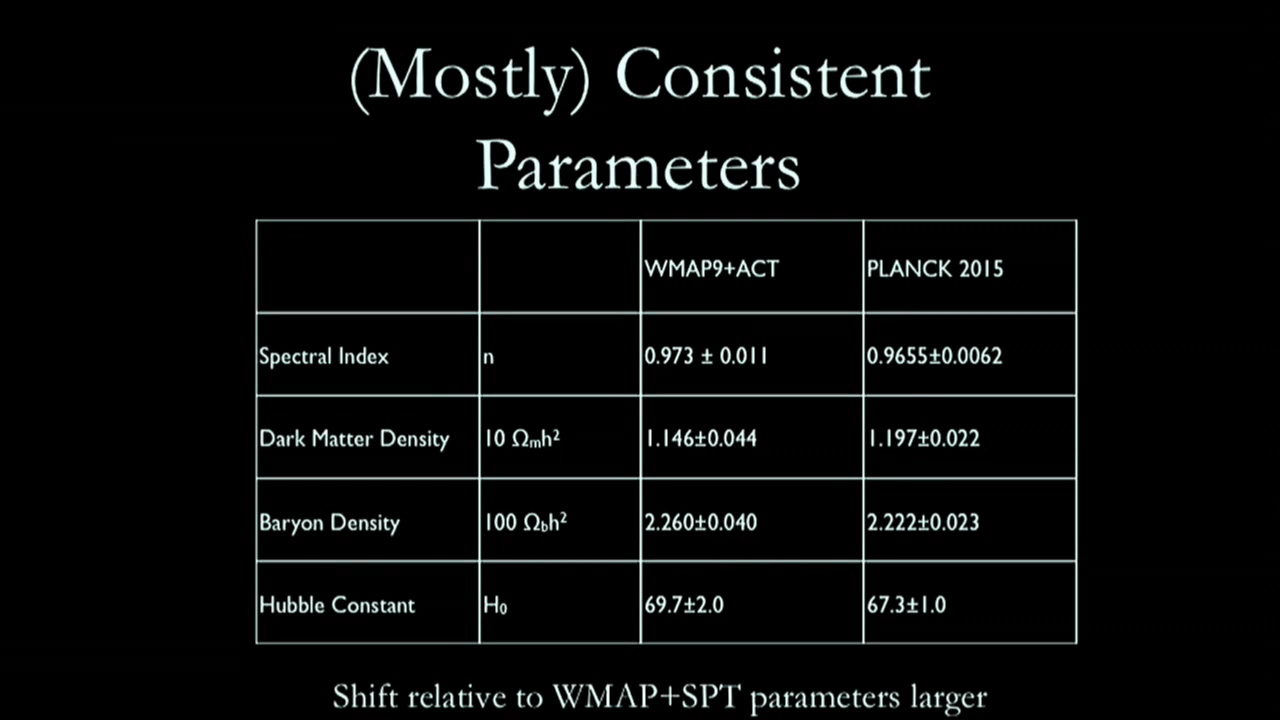 (Mostly) Consistent
Parameters
WMAP9+ACT PLANCK 2015
Spectral Index n 0.973 ± 0.011 0.9655±0.0062
Dark Matter Density 10 Ωₘh² 1.146±0.044 1.197±0.022
Baryon Density 100 Ωbh² 2.260±0.040 2.222±0.023
Hubble Constant H₀ 69.7±2.0 67.3±1.0
Shift relative to WMAP+SPT parameters larger